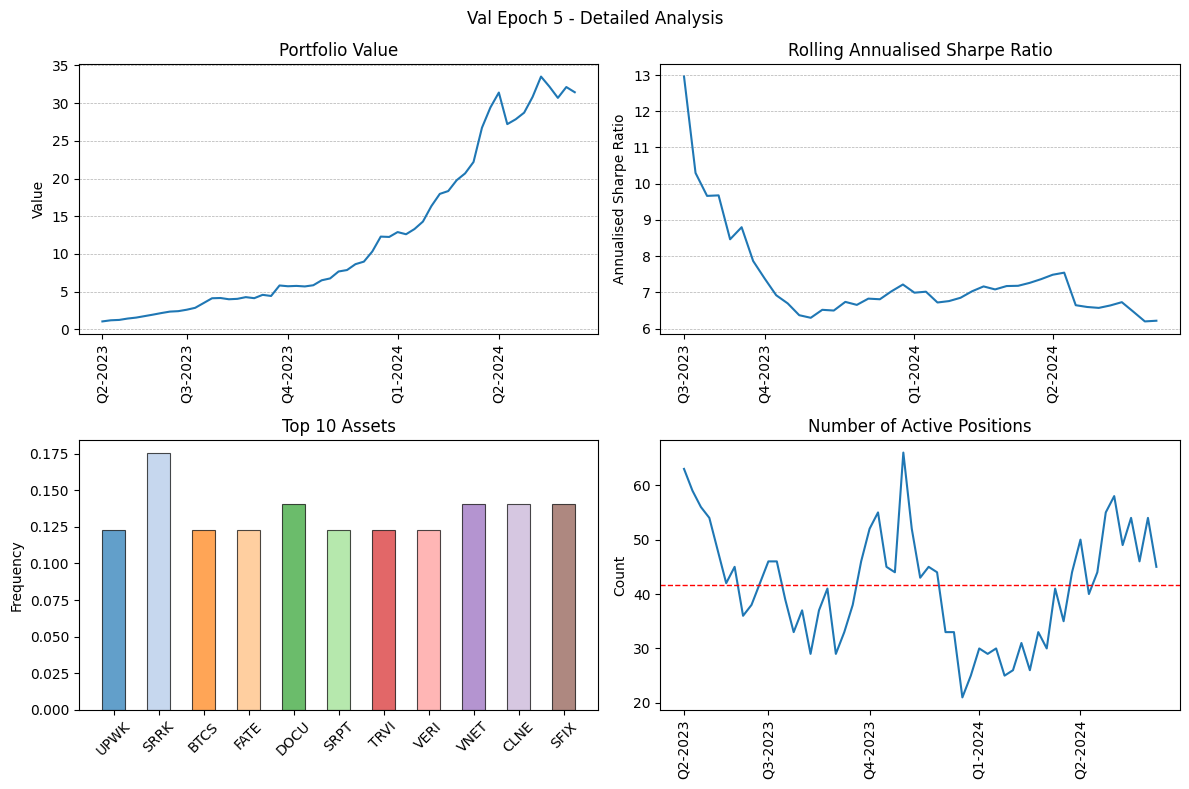 Val Epoch 5 - Detailed Analysis
Portfolio Value
Value
35
30
25
20
15
10
5
0
Q2-2023
Q3-2023
Q4-2023
Q1-2024
Q2-2024
Rolling Annualised Sharpe Ratio
Annualised Sharpe Ratio
13
12
11
10
9
8
7
6
Q3-2023
Q4-2023
Q1-2024
Q2-2024
Top 10 Assets
Frequency
0.175
0.150
0.125
0.100
0.075
0.050
0.025
0.000
UPWK
SRRK
BTCS
FATE
DOCU
SRPT
TRVI
VERI
VNET
CLNE
SFIX
Number of Active Positions
Count
60
50
40
30
20
Q2-2023
Q3-2023
Q4-2023
Q1-2024
Q2-2024